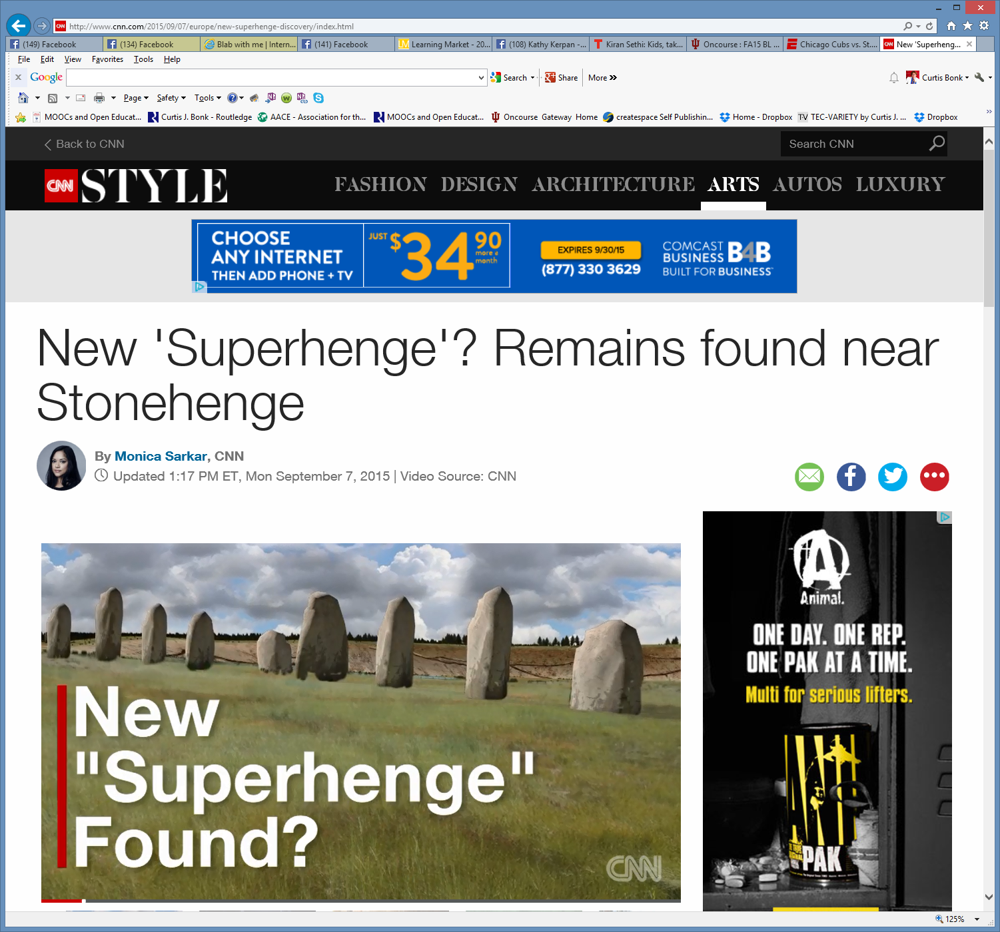 http://www.cnn.com/2015/09/07/europe/new-superhenge-discovery/index.html
(149) Facebook
(134) Facebook
Blab with me | Intern...
(141) Facebook
LM Learning Market - 20...
(108) Kathy Kerpan -...
T Kiran Sethi: Kids, tak...
Oncourse : FA15 BL ...
Chicago Cubs vs. St....
CNN New 'Superheng...
File Edit View Favorites Tools Help
x Google Search Share More » Curtis Bonk
Page Safety Tools
MOOCs and Open Educat... Curtis J. Bonk - Routledge AACE - Association for th... MOOCs and Open Educat... Oncourse Gateway Home createspace Self Publishin... Home - Dropbox T-V TEC-VARIETY by Curtis J. ... Dropbox
Back to CNN
Search CNN
CNN STYLE
FASHION DESIGN ARCHITECTURE ARTS AUTOS LUXURY
CHOOSE
ANY INTERNET
THEN ADD PHONE + TV
JUST $34.90 more a month
EXPIRES 9/30/15
(877) 330 3629
COMCAST
BUSINESS B4B
BUILT FOR BUSINESS
New 'Superhenge'? Remains found near
Stonehenge
By Monica Sarkar, CNN
Updated 1:17 PM ET, Mon September 7, 2015 | Video Source: CNN
New
"Superhenge"
Found?
CNN
A
Animal.
ONE DAY. ONE REP.
ONE PAK AT A TIME.
Multi for serious lifters.
PAK
125%